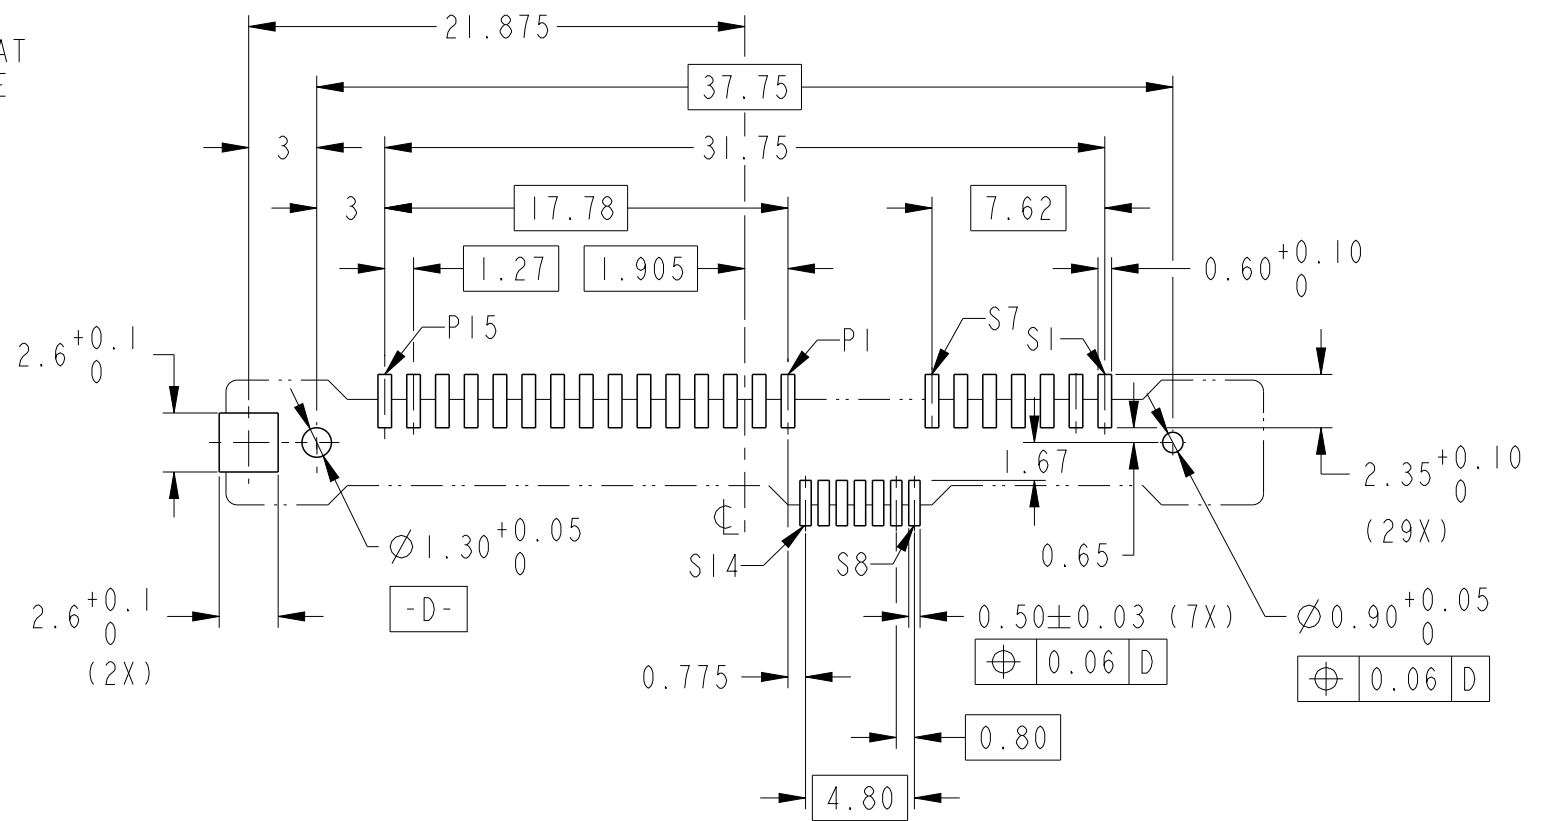 21.875
AT
E
37.75
3
31.75
3
17.78
7.62
1.27
1.905
0.60+0.10
0
P15
S7
S1
P1
2.6+0.1
0
1.67
2.35+0.10
0
(29X)
℄
⌀1.30+0.05
0
0.65
S14
S8
-D-
2.6+0.1
0
(2X)
0.50±0.03 (7X)
⌖ 0.06 D
⌀0.90+0.05
0
⌖ 0.06 D
0.775
0.80
4.80